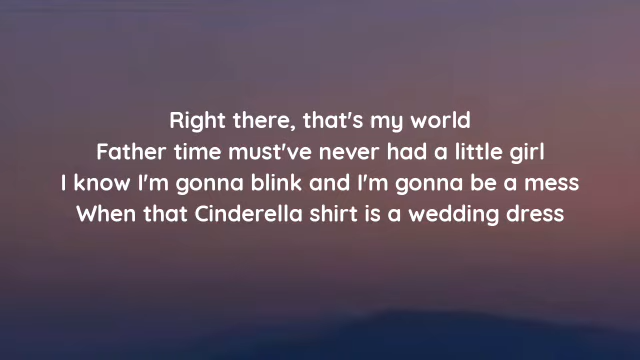 Right there, that's my world
Father time must've never had a little girl
I know I'm gonna blink and I'm gonna be a mess
When that Cinderella shirt is a wedding dress